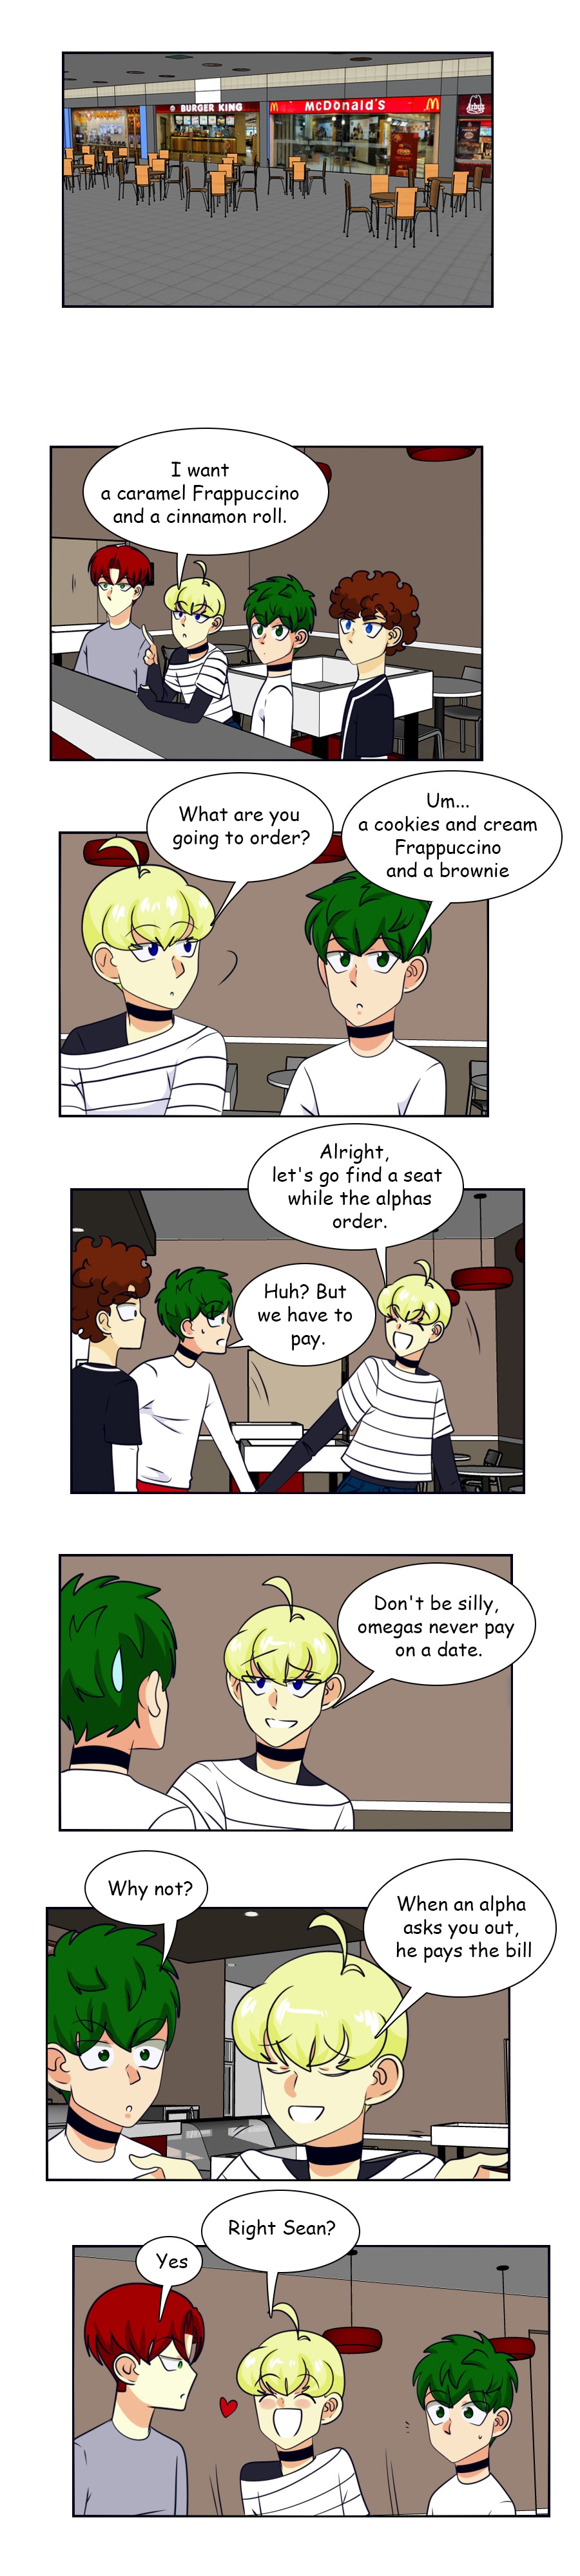 BURGER KING
McDonald's
Arby's
I want
a caramel Frappuccino
and a cinnamon roll.
What are you
going to order?
Um...
a cookies and cream
Frappuccino
and a brownie
Alright,
let's go find a seat
while the alphas
order.
Huh? But
we have to
pay.
Don't be silly,
omegas never pay
on a date.
Why not?
When an alpha
asks you out,
he pays the bill
Right Sean?
Yes